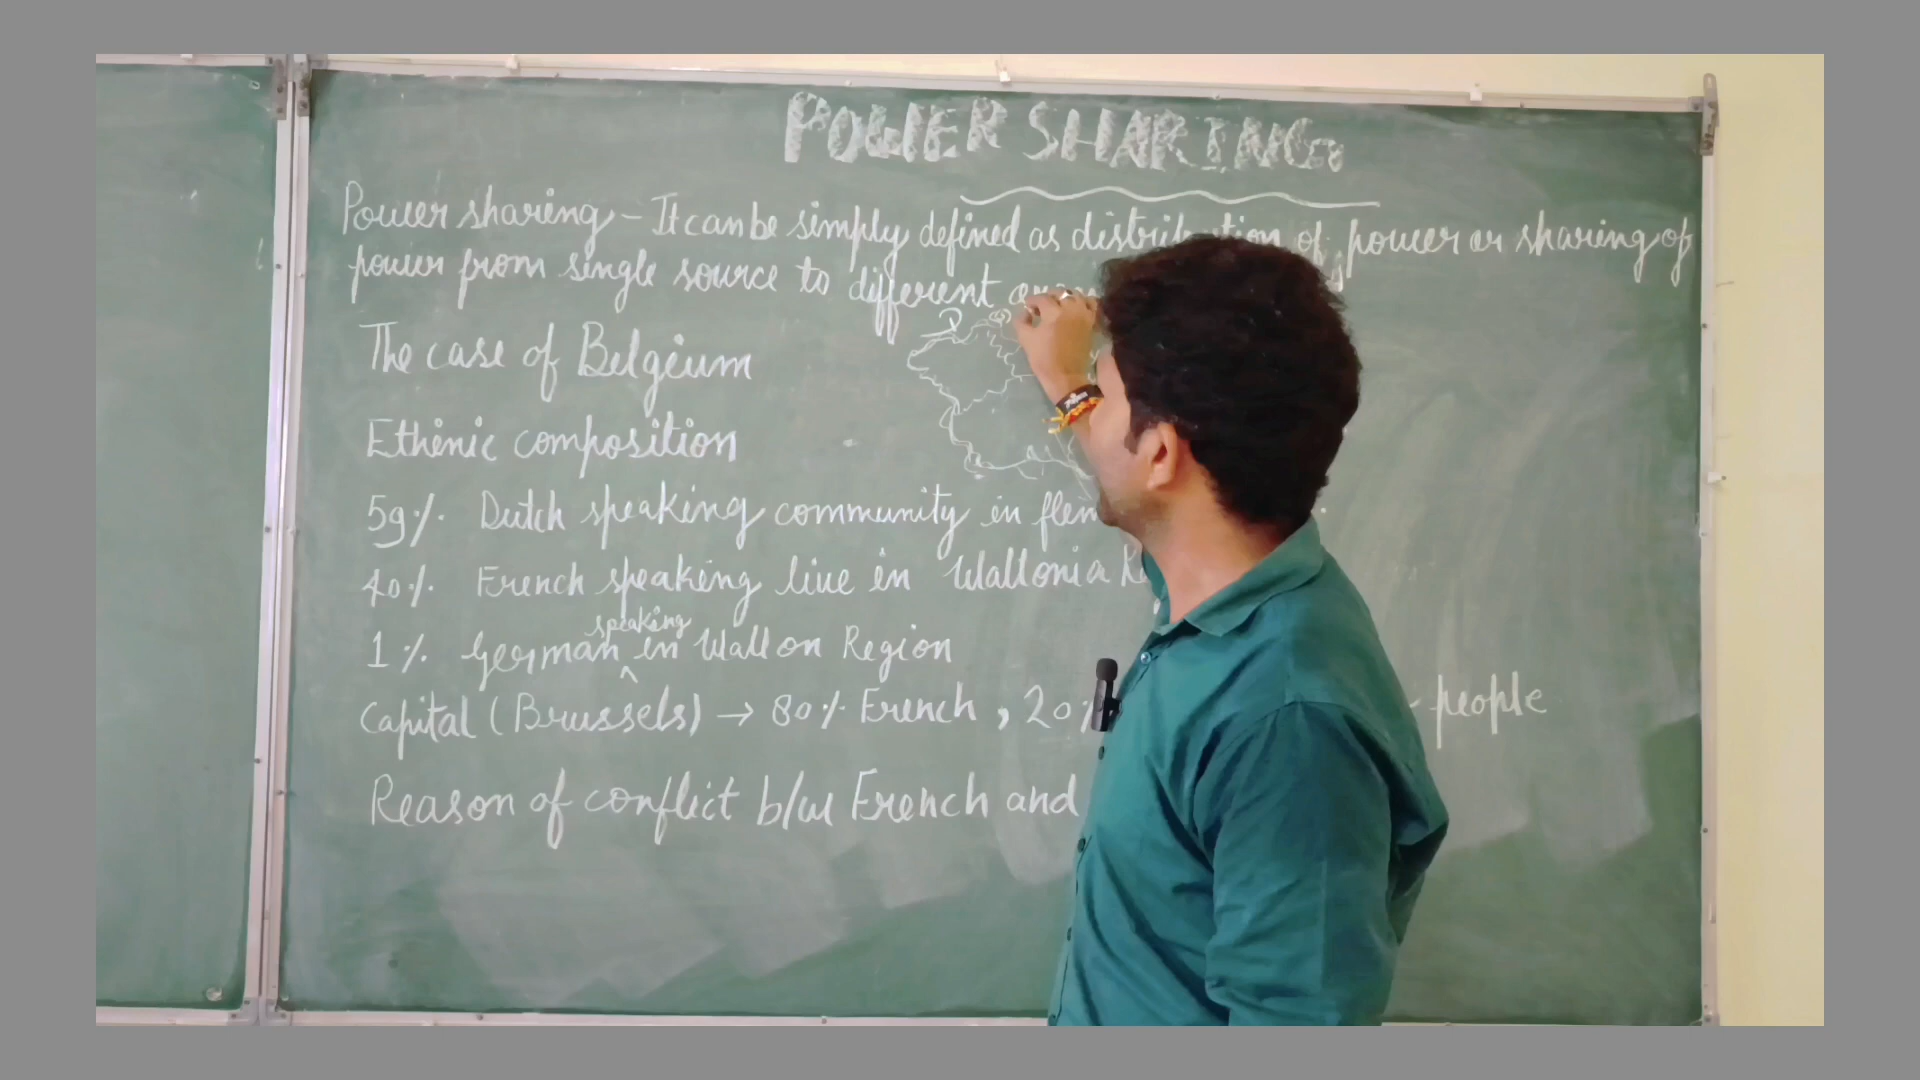 POWER SHARING
Power sharing - It can be simply defined as distribution of power or sharing of
power from single source to different
The case of Belgium
Ethinic composition
59% Dutch speaking community in
40% French speaking live in Wallonia
1% German speaking in Wallon Region
Capital (Brussels) → 80% French, 20% people
Reason of conflict b/w French and